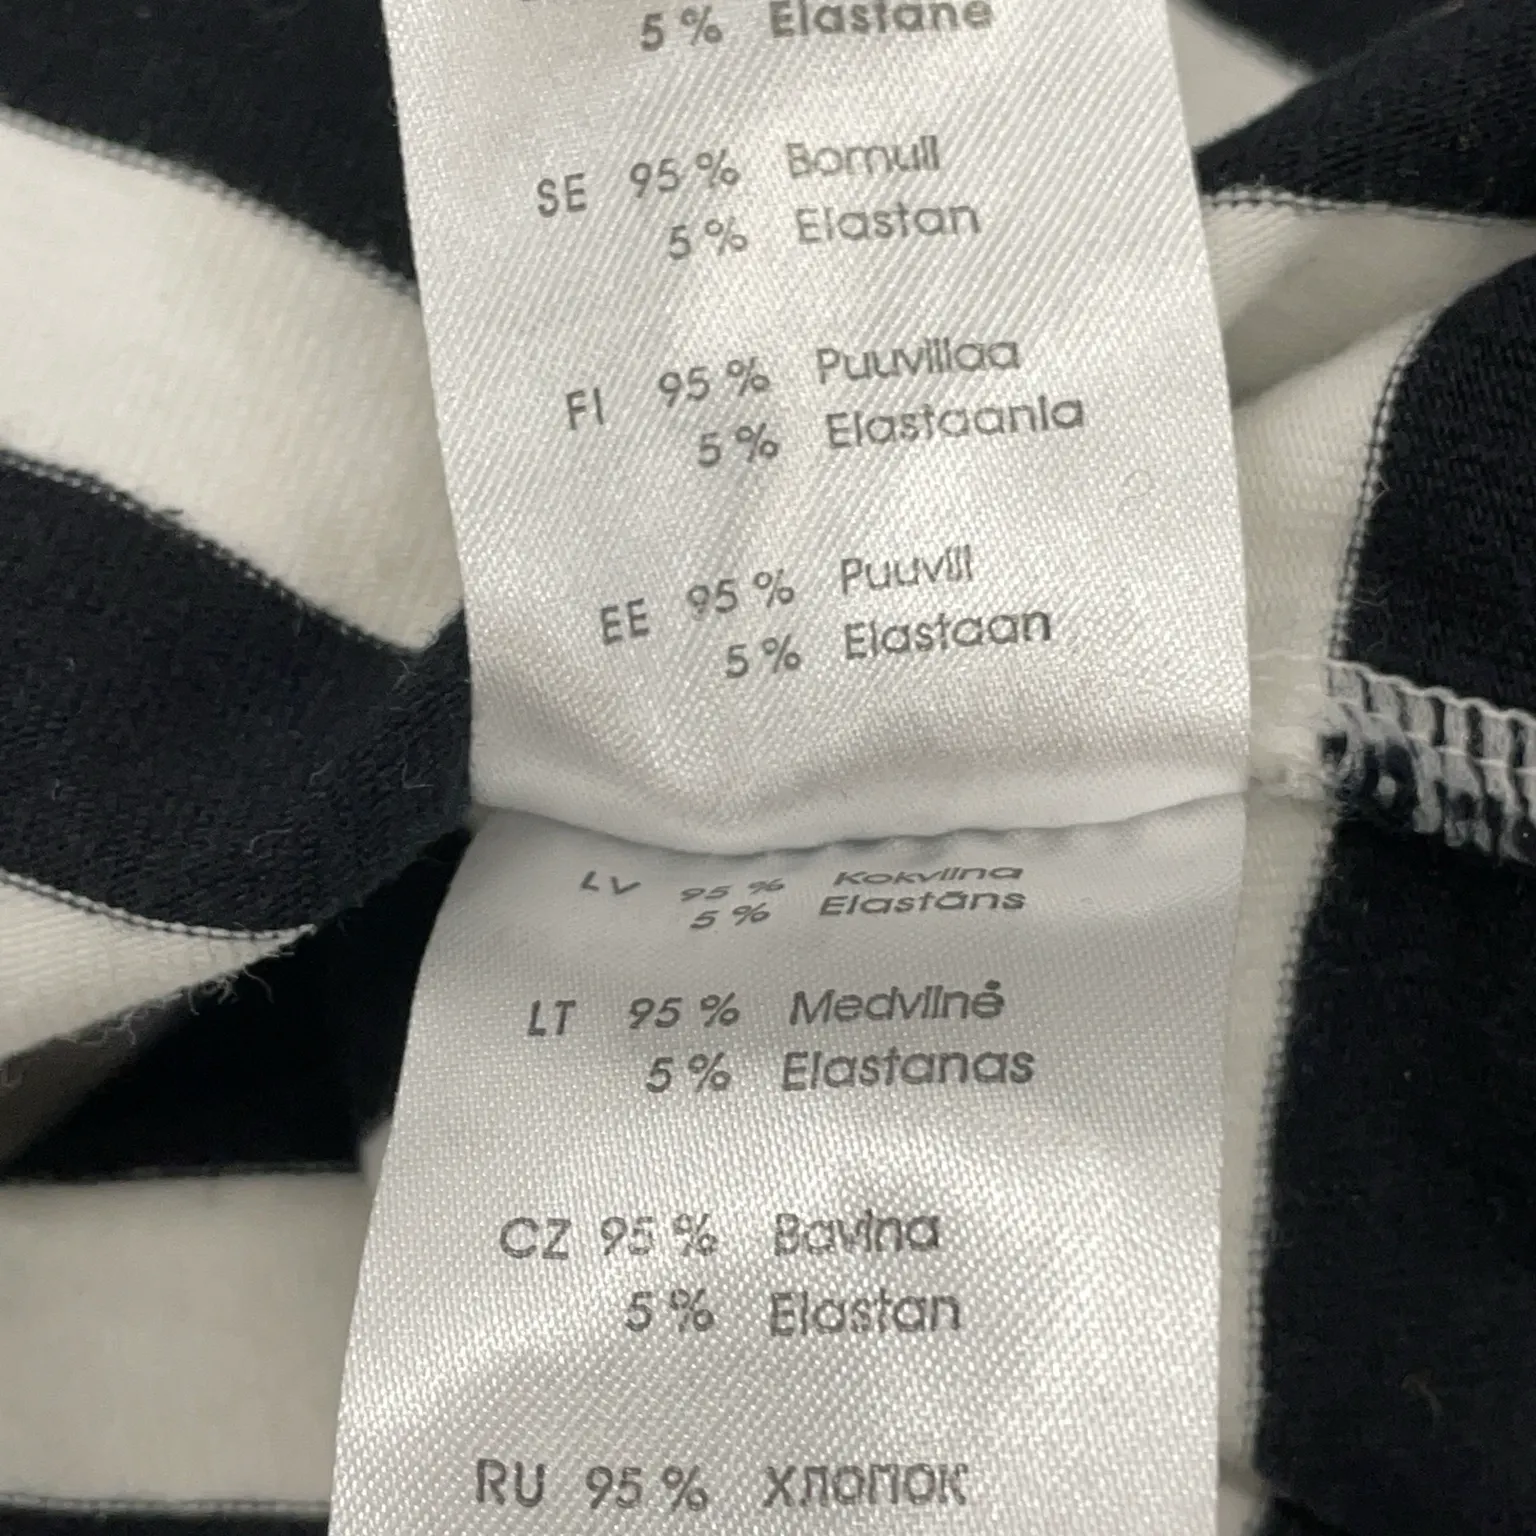 5 % Elastane
SE 95 % Bomull
5 % Elastan
FI 95 % Puuvillaa
5 % Elastaania
EE 95 % Puuvill
5 % Elastaan
LV 95 % Kokvilna
5 % Elastāns
LT 95 % Medvilnė
5 % Elastanas
CZ 95 % Bavlna
5 % Elastan
RU 95 % хлопок